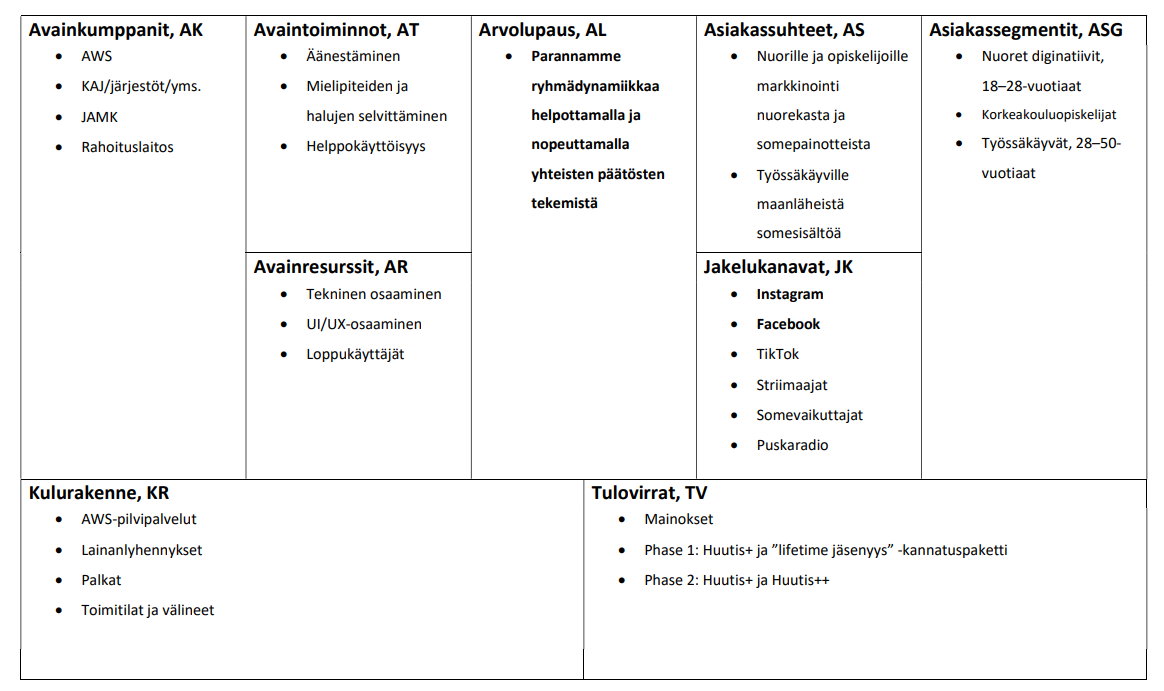 Avainkumppanit, AK
AWS
KAJ/järjestöt/yms.
JAMK
Rahoituslaitos
Avaintoiminnot, AT
Äänestäminen
Mielipiteiden ja
halujen selvittäminen
Helppokäyttöisyys
Avainresurssit, AR
Tekninen osaaminen
UI/UX-osaaminen
Loppukäyttäjät
Arvolupaus, AL
Parannamme
ryhmädynamiikkaa
helpottamalla ja
nopeuttamalla
yhteisten päätösten
tekemistä
Asiakassuhteet, AS
Nuorille ja opiskelijoille
markkinointi
nuorekasta ja
somepainotteista
Työssäkäyville
maanläheistä
somesisältöä
Jakelukanavat, JK
Instagram
Facebook
TikTok
Striimaajat
Somevaikuttajat
Puskaradio
Asiakassegmentit, ASG
Nuoret diginatiivit,
18–28-vuotiaat
Korkeakouluopiskelijat
Työssäkäyvät, 28–50-
vuotiaat
Kulurakenne, KR
AWS-pilvipalvelut
Lainanlyhennykset
Palkat
Toimitilat ja välineet
Tulovirrat, TV
Mainokset
Phase 1: Huutis+ ja ”lifetime jäsenyys” -kannatuspaketti
Phase 2: Huutis+ ja Huutis++